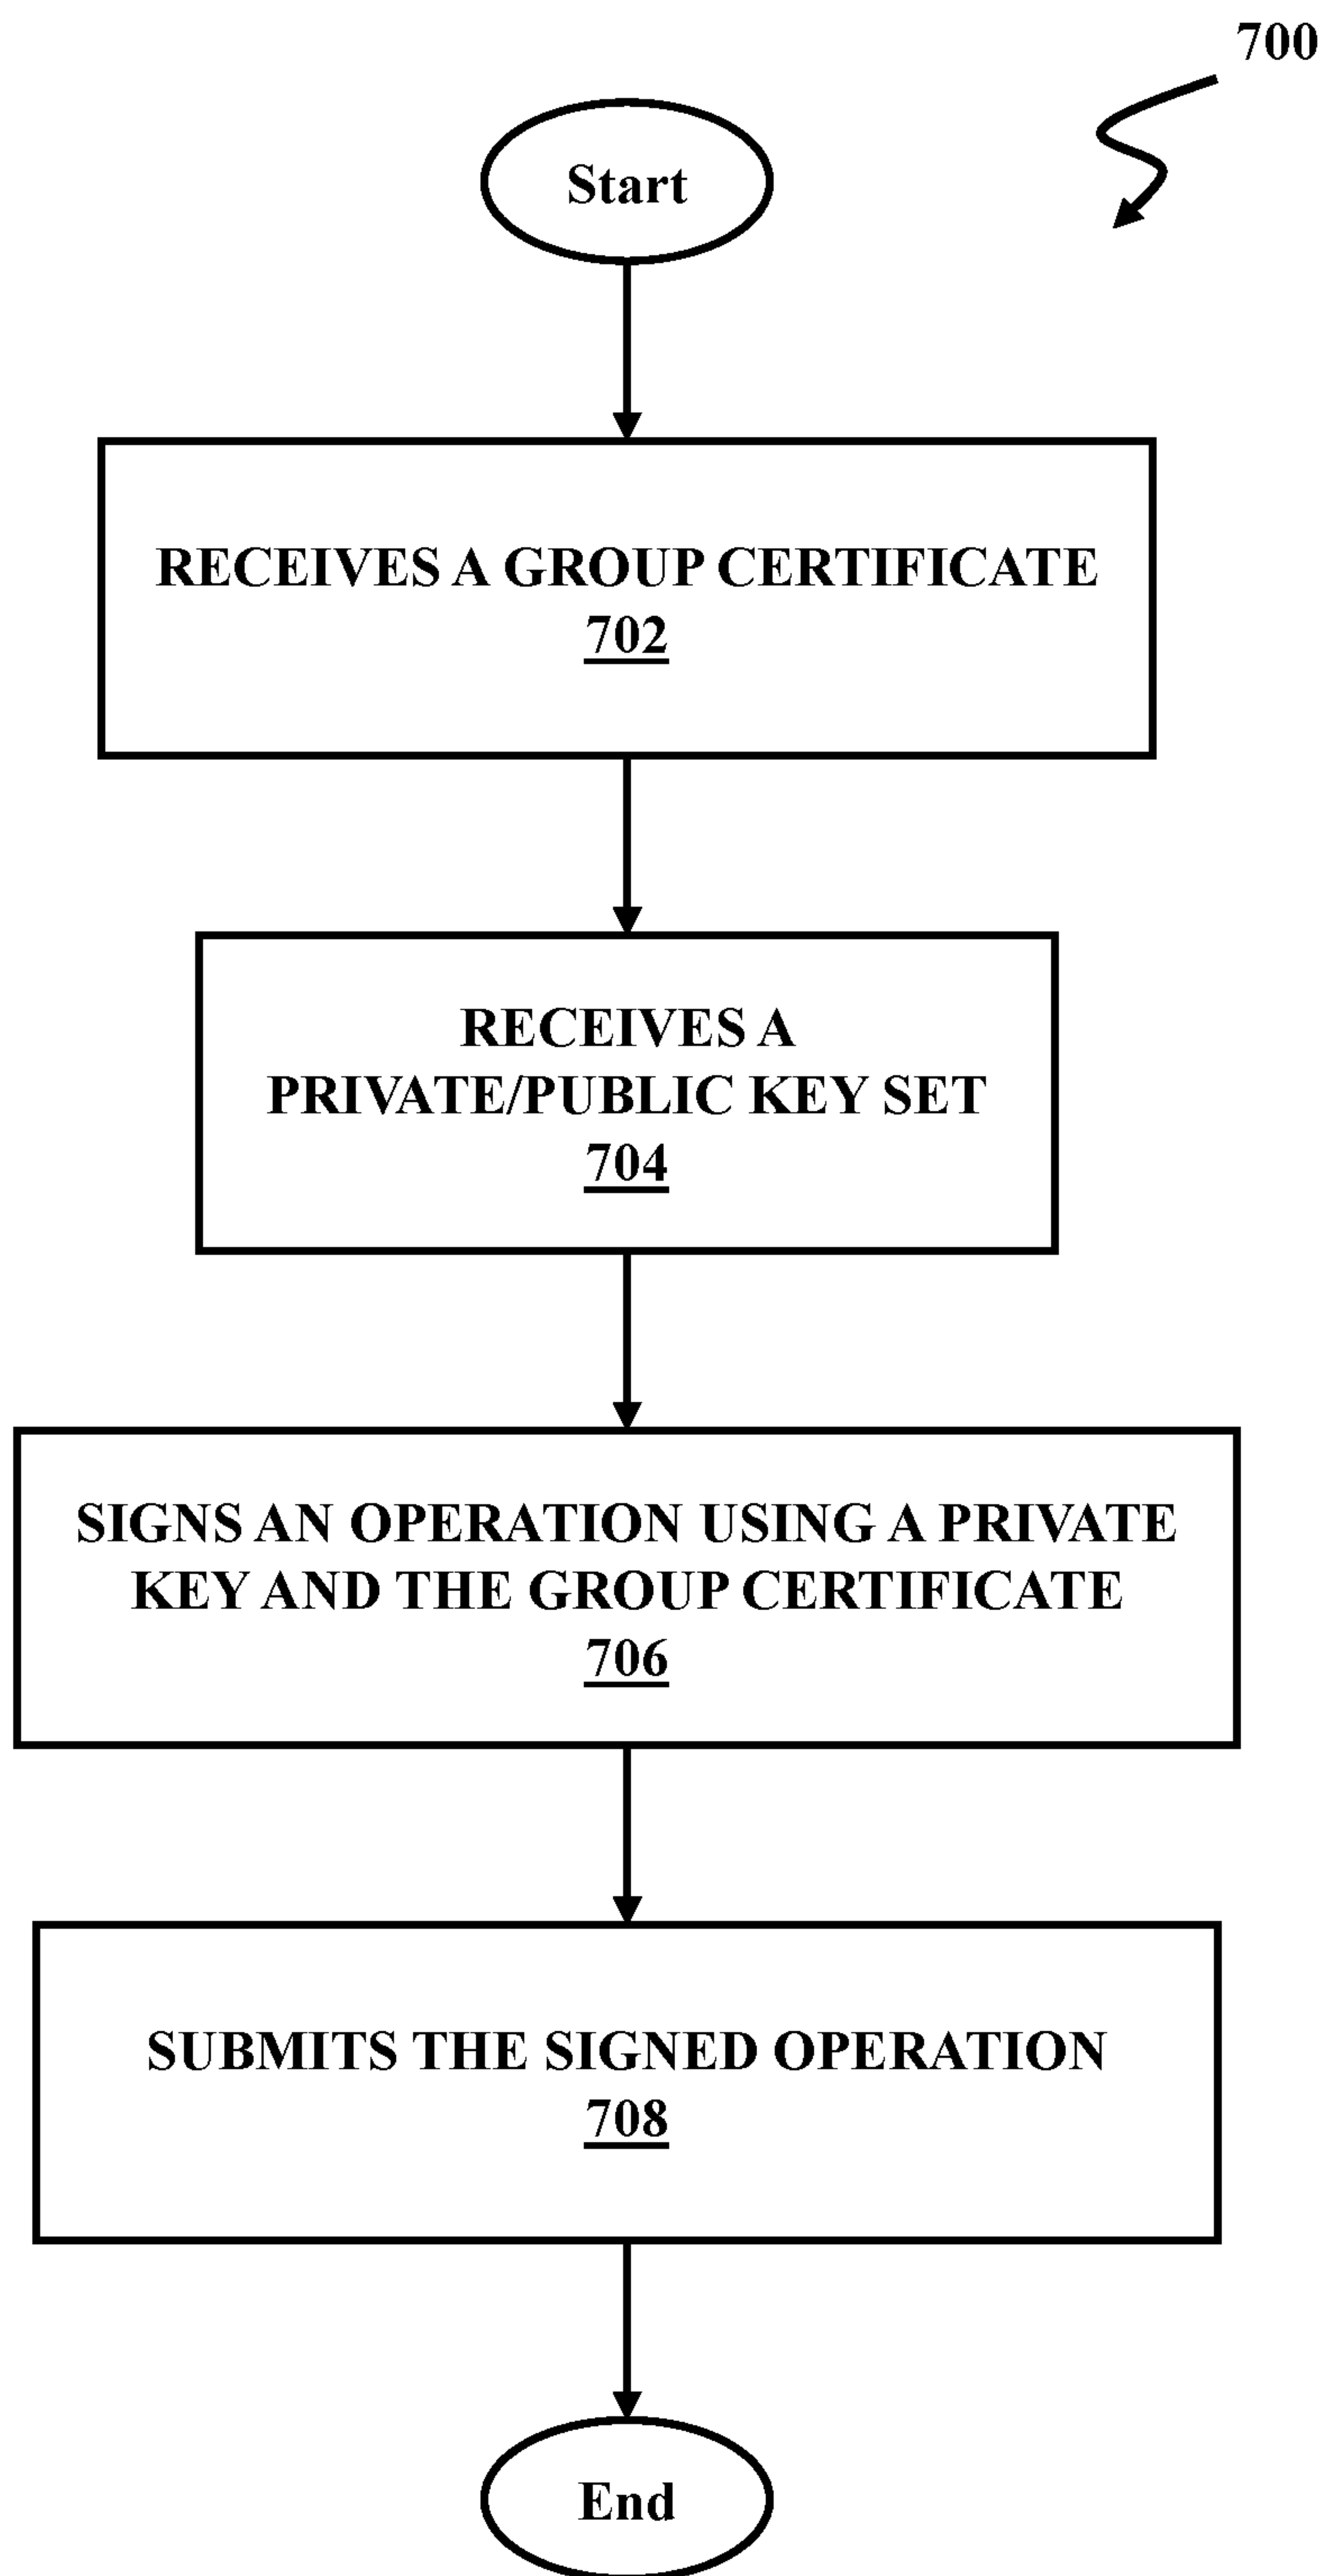 700
Start
RECEIVES A GROUP CERTIFICATE
702
RECEIVES A
PRIVATE/PUBLIC KEY SET
704
SIGNS AN OPERATION USING A PRIVATE
KEY AND THE GROUP CERTIFICATE
706
SUBMITS THE SIGNED OPERATION
708
End